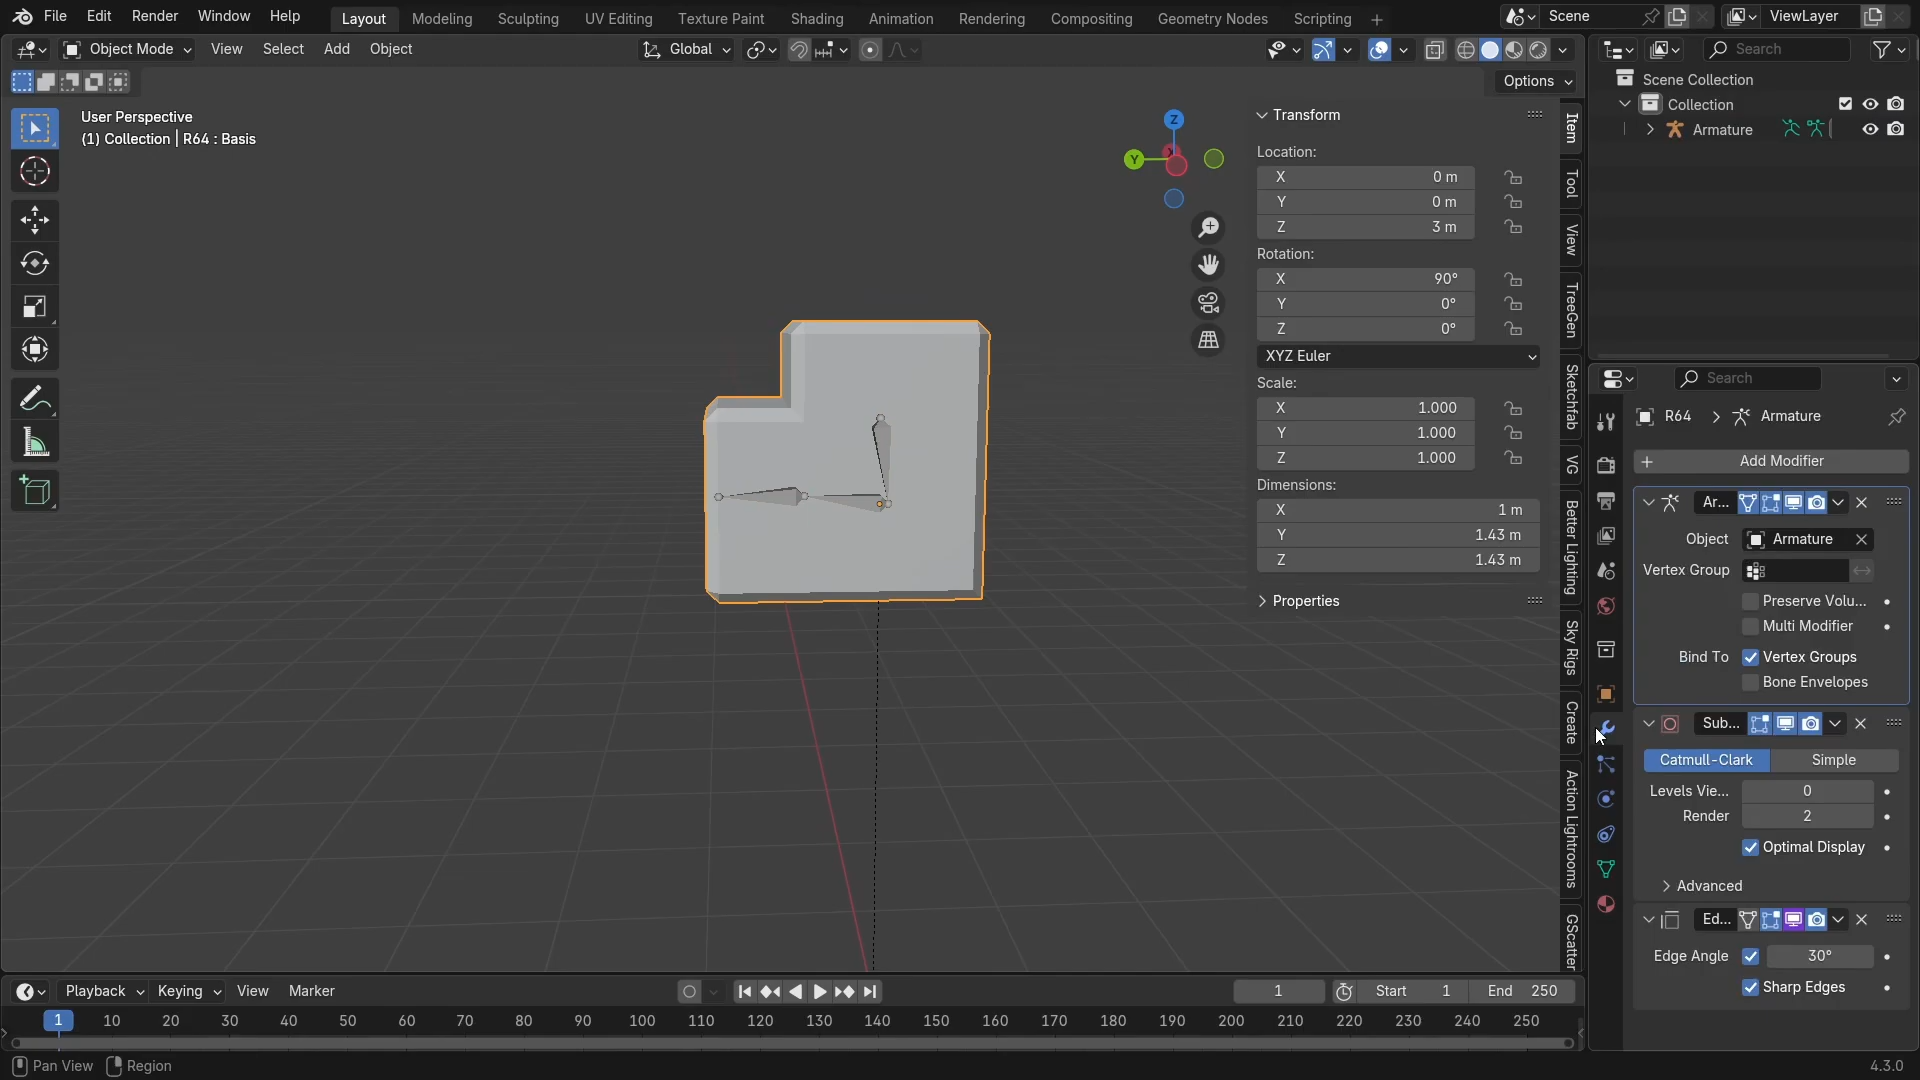 File Edit Render Window Help Layout Modeling Sculpting UV Editing Texture Paint Shading Animation Rendering Compositing Geometry Nodes Scripting + Scene ViewLayer
Object Mode View Select Add Object Global Search
Options
Scene Collection
Collection
Armature
User Perspective
(1) Collection | R64 : Basis
Z
Y
X
Transform
Location:
X 0 m
Y 0 m
Z 3 m
Rotation:
X 90°
Y 0°
Z 0°
XYZ Euler
Scale:
X 1.000
Y 1.000
Z 1.000
Dimensions:
X 1 m
Y 1.43 m
Z 1.43 m
Properties
Item
Tool
View
TreeGen
Sketchfab
VG
Better Lighting
Sky Rigs
Create
Action Lightrooms
GScatter
Search
R64 > Armature
+ Add Modifier
Ar...
Object Armature
Vertex Group
Preserve Volu...
Multi Modifier
Bind To Vertex Groups
Bone Envelopes
Sub...
Catmull-Clark Simple
Levels Vie... 0
Render 2
Optimal Display
Advanced
Ed...
Edge Angle 30°
Sharp Edges
Playback Keying View Marker 1 Start 1 End 250
1 10 20 30 40 50 60 70 80 90 100 110 120 130 140 150 160 170 180 190 200 210 220 230 240 250
Pan View Region 4.3.0